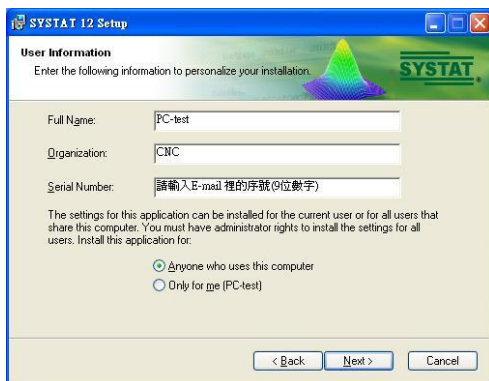 SYSTAT 12 Setup
User Information
Enter the following information to personalize your installation.
SYSTAT
Full Name:
PC-test
Organization:
CNC
Serial Number:
請輸入E-mail 裡的序號(9位數字)
The settings for this application can be installed for the current user or for all users that
share this computer. You must have administrator rights to install the settings for all
users. Install this application for:
Anyone who uses this computer
Only for me (PC-test)
< Back
Next >
Cancel